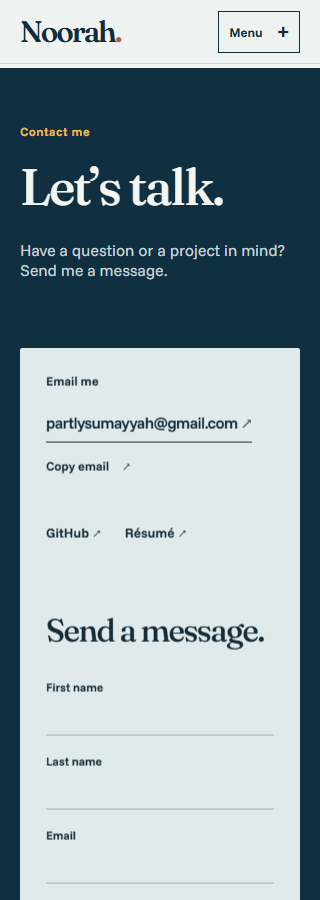 Noorah.
Menu +
Contact me
Let’s talk.
Have a question or a project in mind?
Send me a message.
Email me
partlysumayyah@gmail.com ↗
Copy email ↗
GitHub ↗ Résumé ↗
Send a message.
First name
Last name
Email